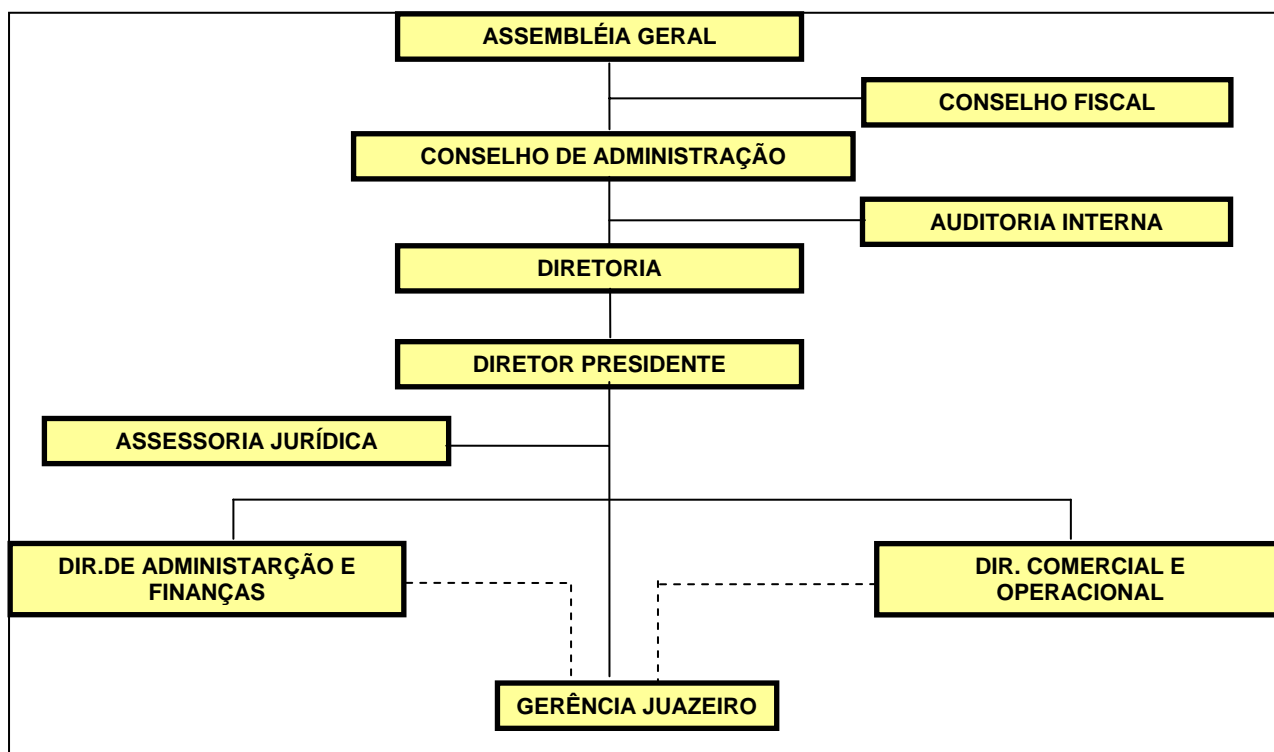 ASSEMBLÉIA GERAL
CONSELHO FISCAL
CONSELHO DE ADMINISTRAÇÃO
AUDITORIA INTERNA
DIRETORIA
DIRETOR PRESIDENTE
ASSESSORIA JURÍDICA
DIR.DE ADMINISTARÇÃO E
FINANÇAS
DIR. COMERCIAL E
OPERACIONAL
GERÊNCIA JUAZEIRO